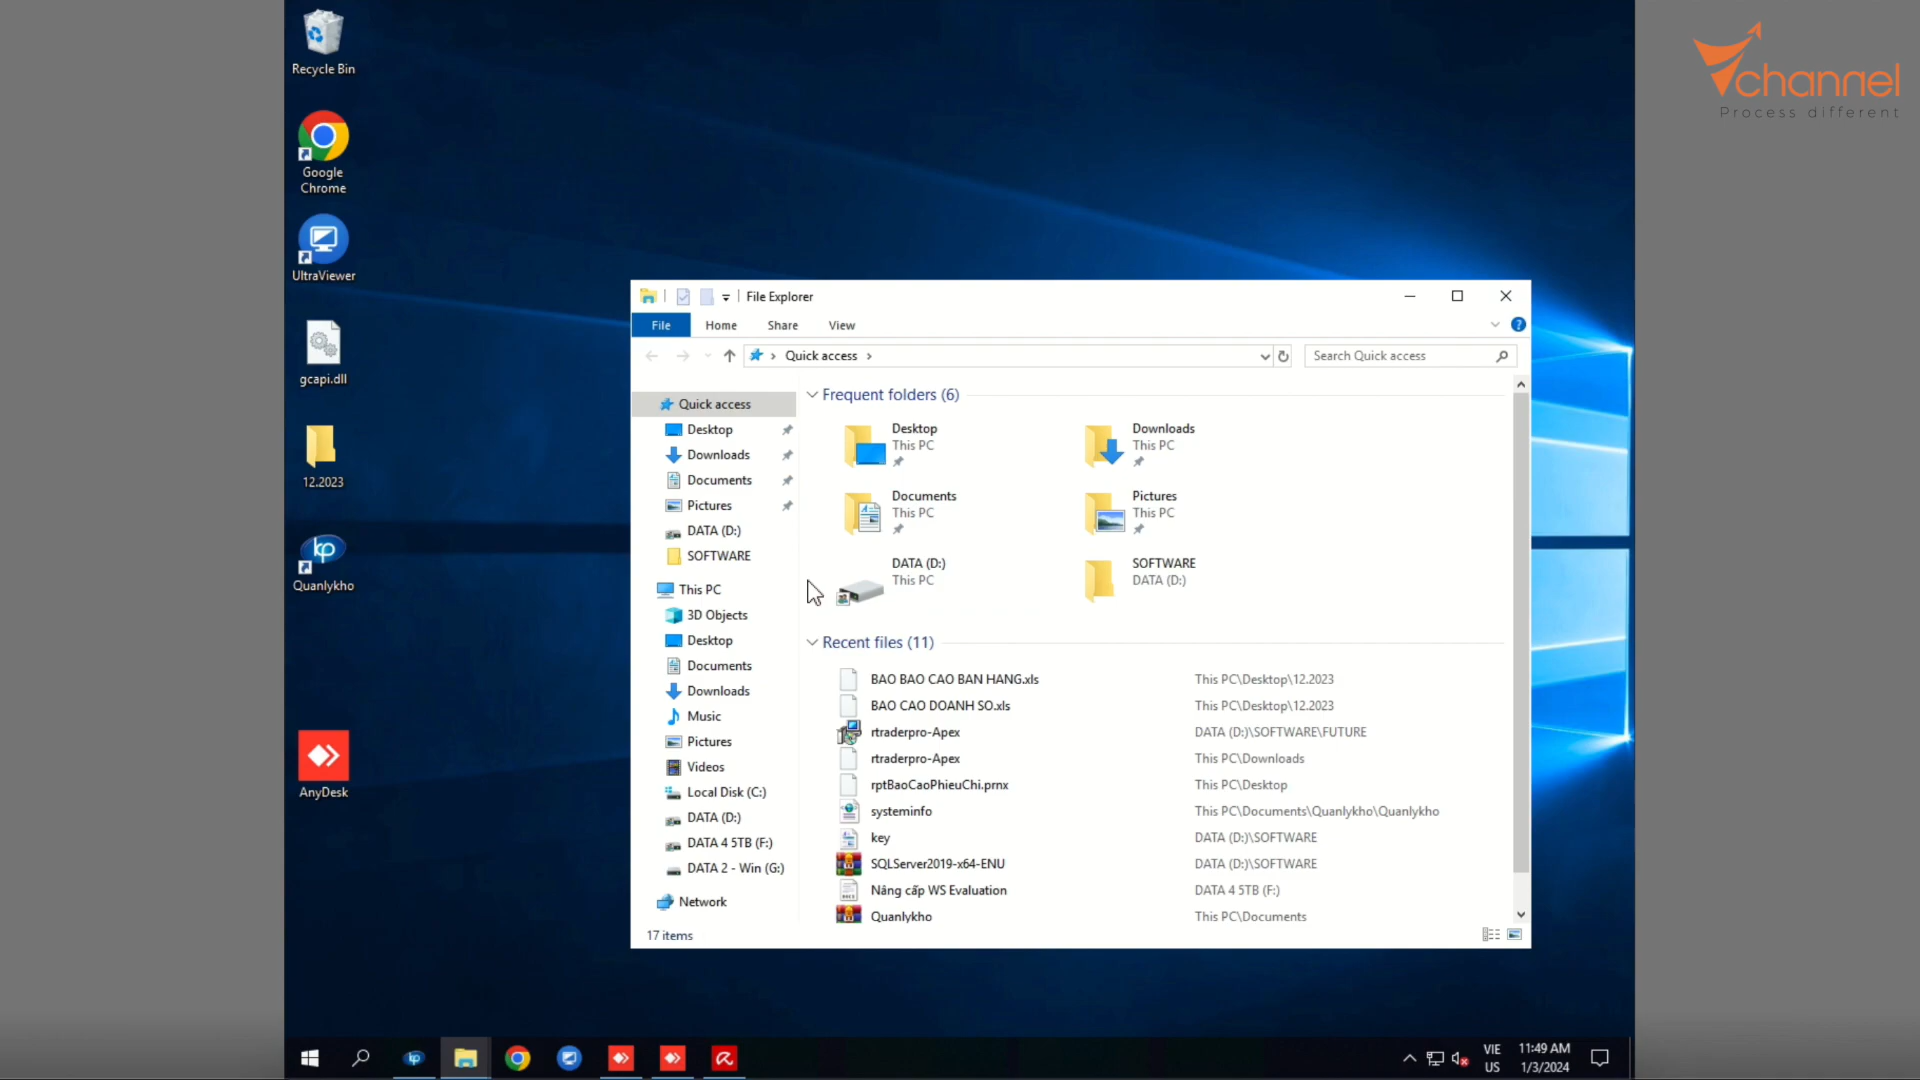 Recycle Bin
Google
Chrome
UltraViewer
gcapi.dll
12.2023
Quanlykho
AnyDesk
Vchannel
Process different
File Explorer
File Home Share View
Quick access
Search Quick access
Quick access
Desktop
Downloads
Documents
Pictures
DATA (D:)
SOFTWARE
This PC
3D Objects
Desktop
Documents
Downloads
Music
Pictures
Videos
Local Disk (C:)
DATA (D:)
DATA 4 5TB (F:)
DATA 2 - Win (G:)
Network
Frequent folders (6)
Desktop
This PC
Downloads
This PC
Documents
This PC
Pictures
This PC
DATA (D:)
This PC
SOFTWARE
DATA (D:)
Recent files (11)
BAO BAO CAO BAN HANG.xls This PC\Desktop\12.2023
BAO CAO DOANH SO.xls This PC\Desktop\12.2023
rtraderpro-Apex DATA (D:)\SOFTWARE\FUTURE
rtraderpro-Apex This PC\Downloads
rptBaoCaoPhieuChi.prnx This PC\Desktop
systeminfo This PC\Documents\Quanlykho\Quanlykho
key DATA (D:)\SOFTWARE
SQLServer2019-x64-ENU DATA (D:)\SOFTWARE
Nâng cấp WS Evaluation DATA 4 5TB (F:)
Quanlykho This PC\Documents
17 items
VIE
US
11:49 AM
1/3/2024